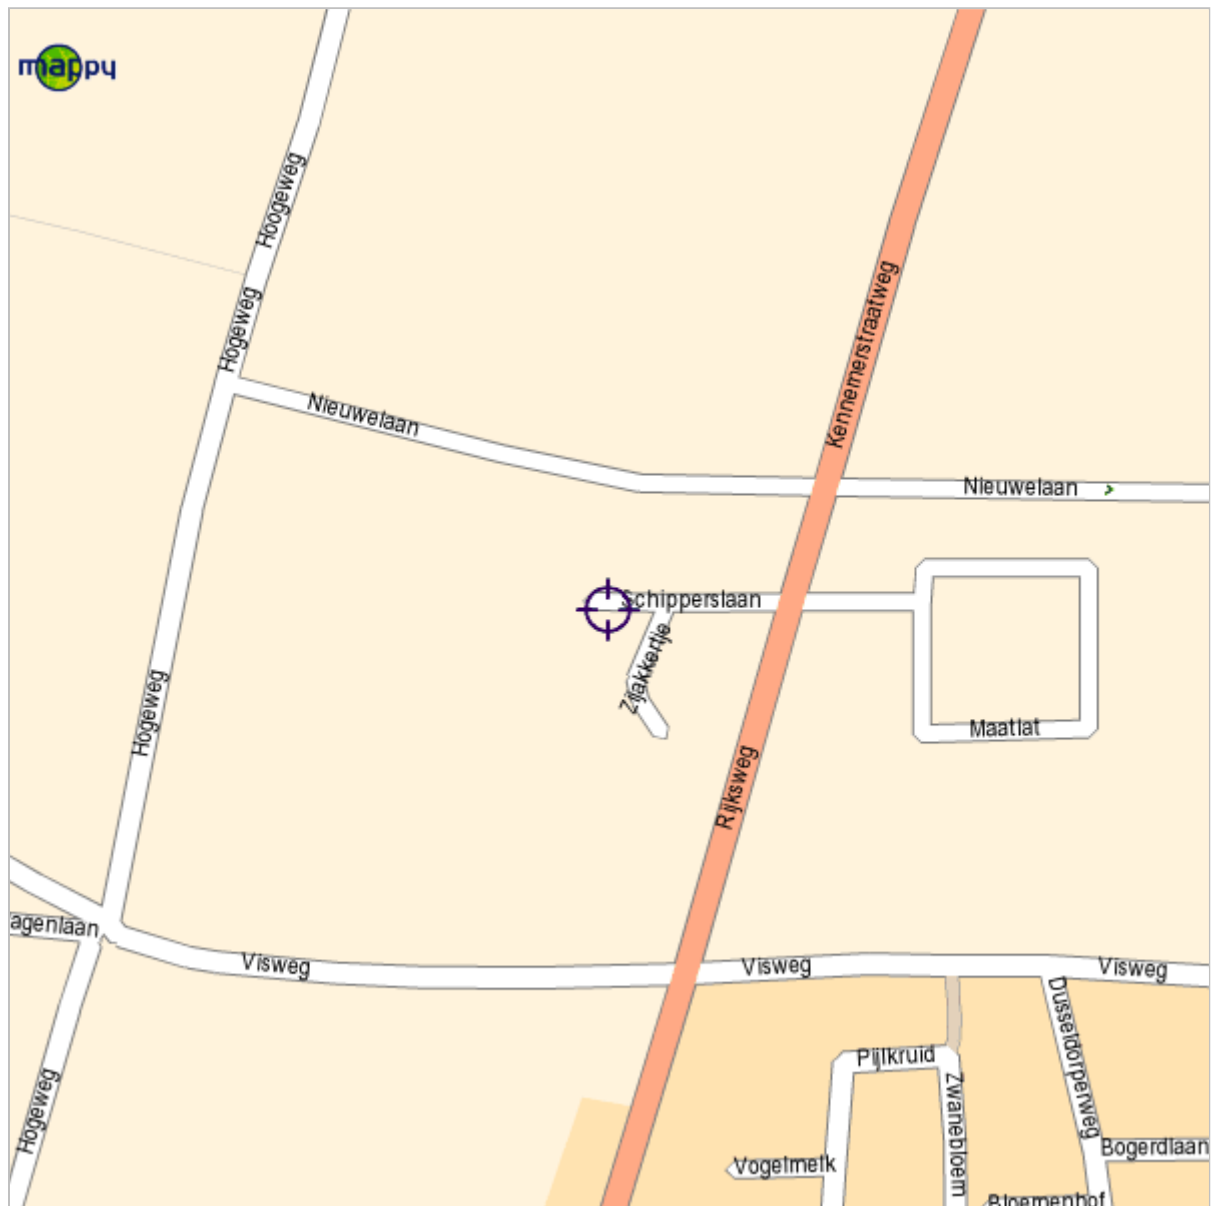 mappy
Hoogeweg
Hogeweg
Kennemerstraatweg
Nieuwelaan
Nieuwelaan
Schipperslaan
Zijakkertje
Hogeweg
Maatlat
Rijksweg
agenlaan
Visweg
Visweg
Visweg
Dusseldorperweg
Pijlkruid
Zwanebloem
Hogeweg
Bogerdlaan
Vogelmelk
Bloemenhof